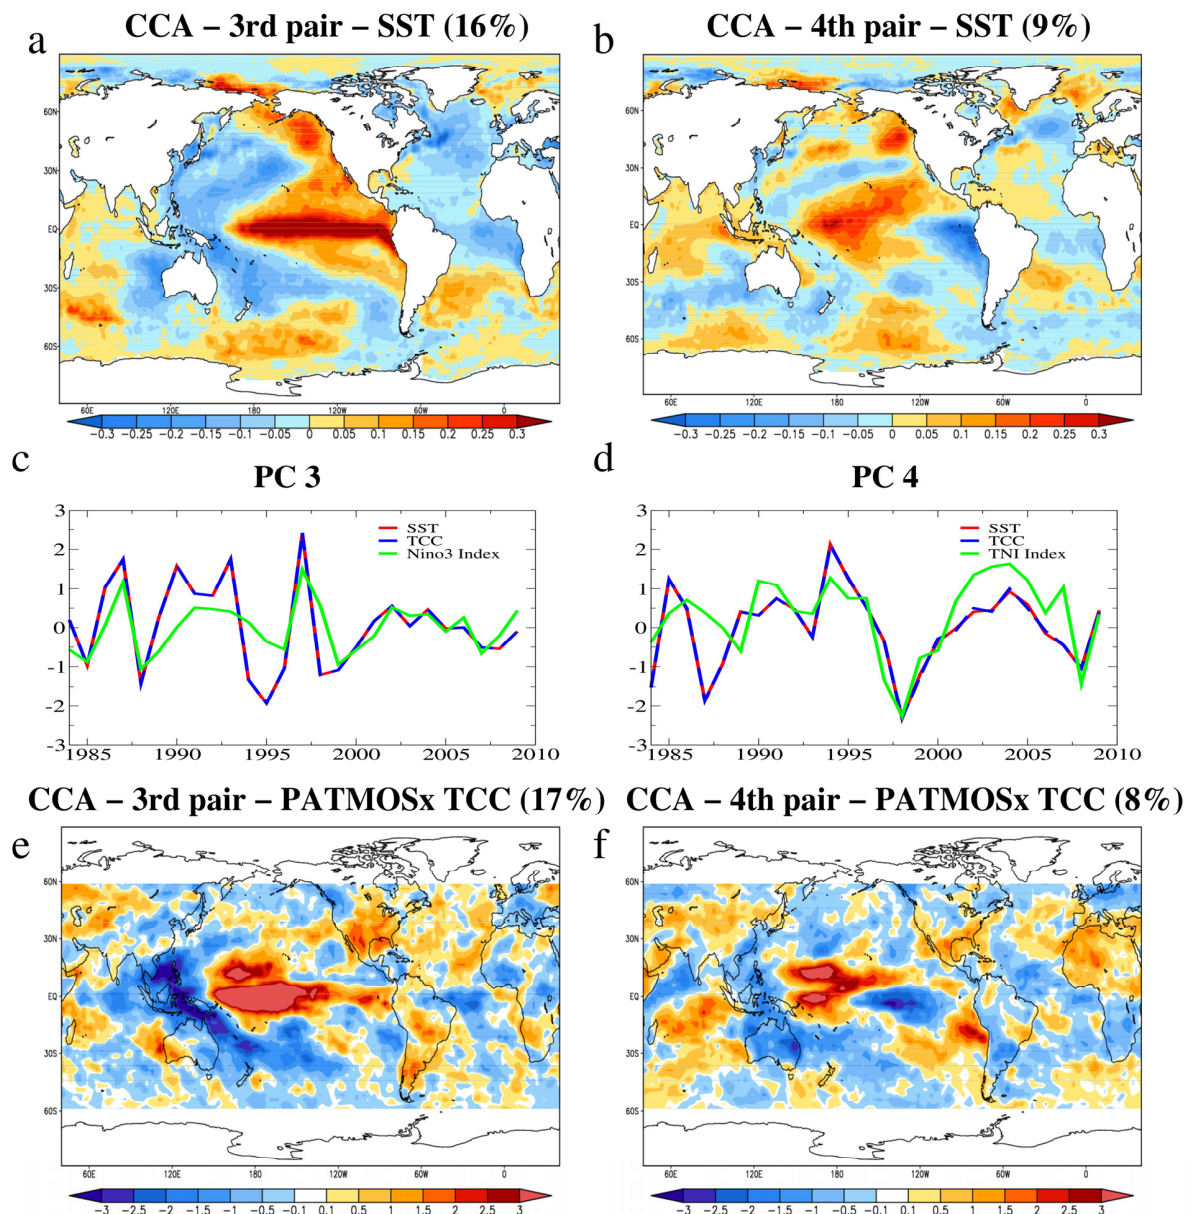 CCA – 3rd pair – SST (16%)
CCA – 4th pair – SST (9%)
a
b
60N
30N
EQ
30S
60S
60E
120E
180
120W
60W
0
−0.3 −0.25 −0.2 −0.15 −0.1 −0.05 0 0.05 0.1 0.15 0.2 0.25 0.3
60N
30N
EQ
30S
60S
60E
120E
180
120W
60W
0
−0.3 −0.25 −0.2 −0.15 −0.1 −0.05 0 0.05 0.1 0.15 0.2 0.25 0.3
c
PC 3
3
2
1
0
-1
-2
-3
SST
TCC
Nino3 Index
1985 1990 1995 2000 2005 2010
d
PC 4
3
2
1
0
-1
-2
-3
SST
TCC
TNI Index
1985 1990 1995 2000 2005 2010
CCA – 3rd pair – PATMOSx TCC (17%)
CCA – 4th pair – PATMOSx TCC (8%)
e
f
60N
30N
EQ
30S
60S
60E
120E
180
120W
60W
0
−3 −2.5 −2 −1.5 −1 −0.5 −0.1 0.1 0.5 1 1.5 2 2.5 3
60N
30N
EQ
30S
60S
60E
120E
180
120W
60W
0
−3 −2.5 −2 −1.5 −1 −0.5 −0.1 0.1 0.5 1 1.5 2 2.5 3